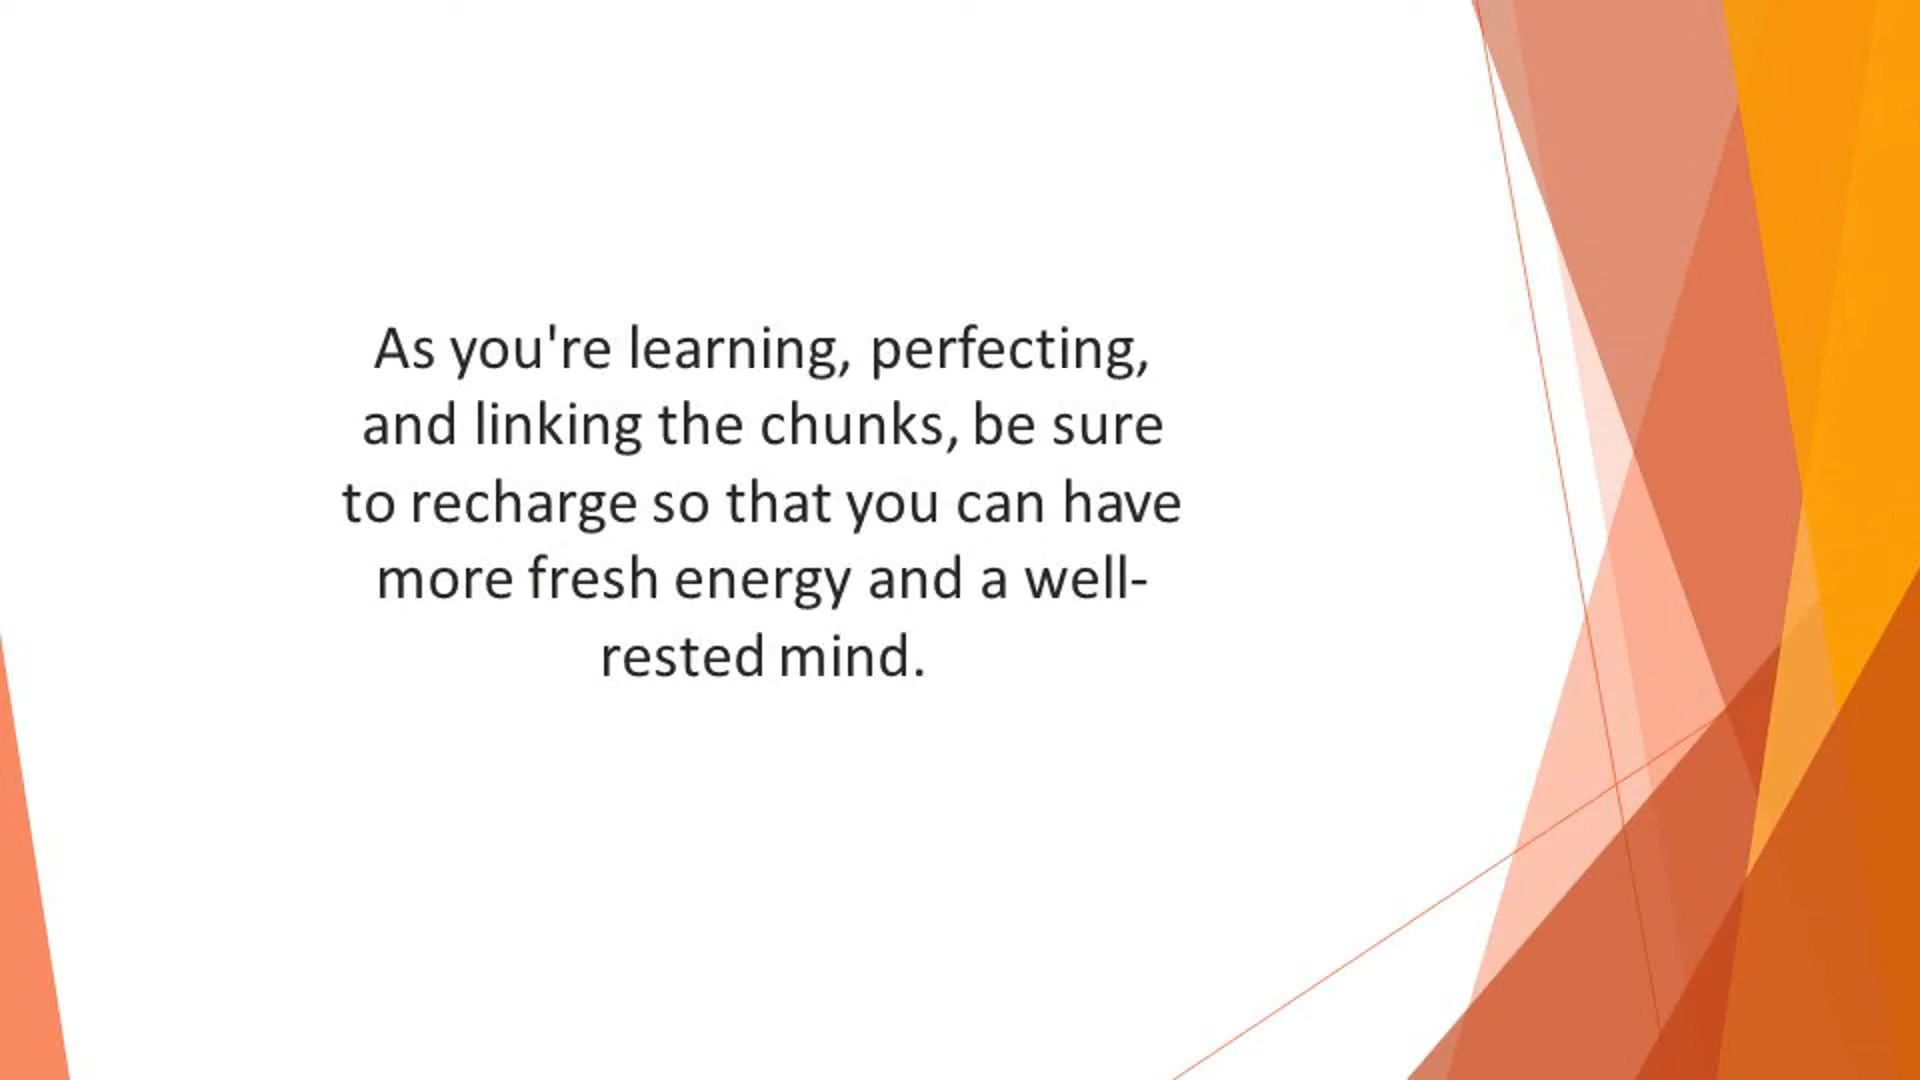 As you're learning, perfecting,
and linking the chunks, be sure
to recharge so that you can have
more fresh energy and a well-
rested mind.